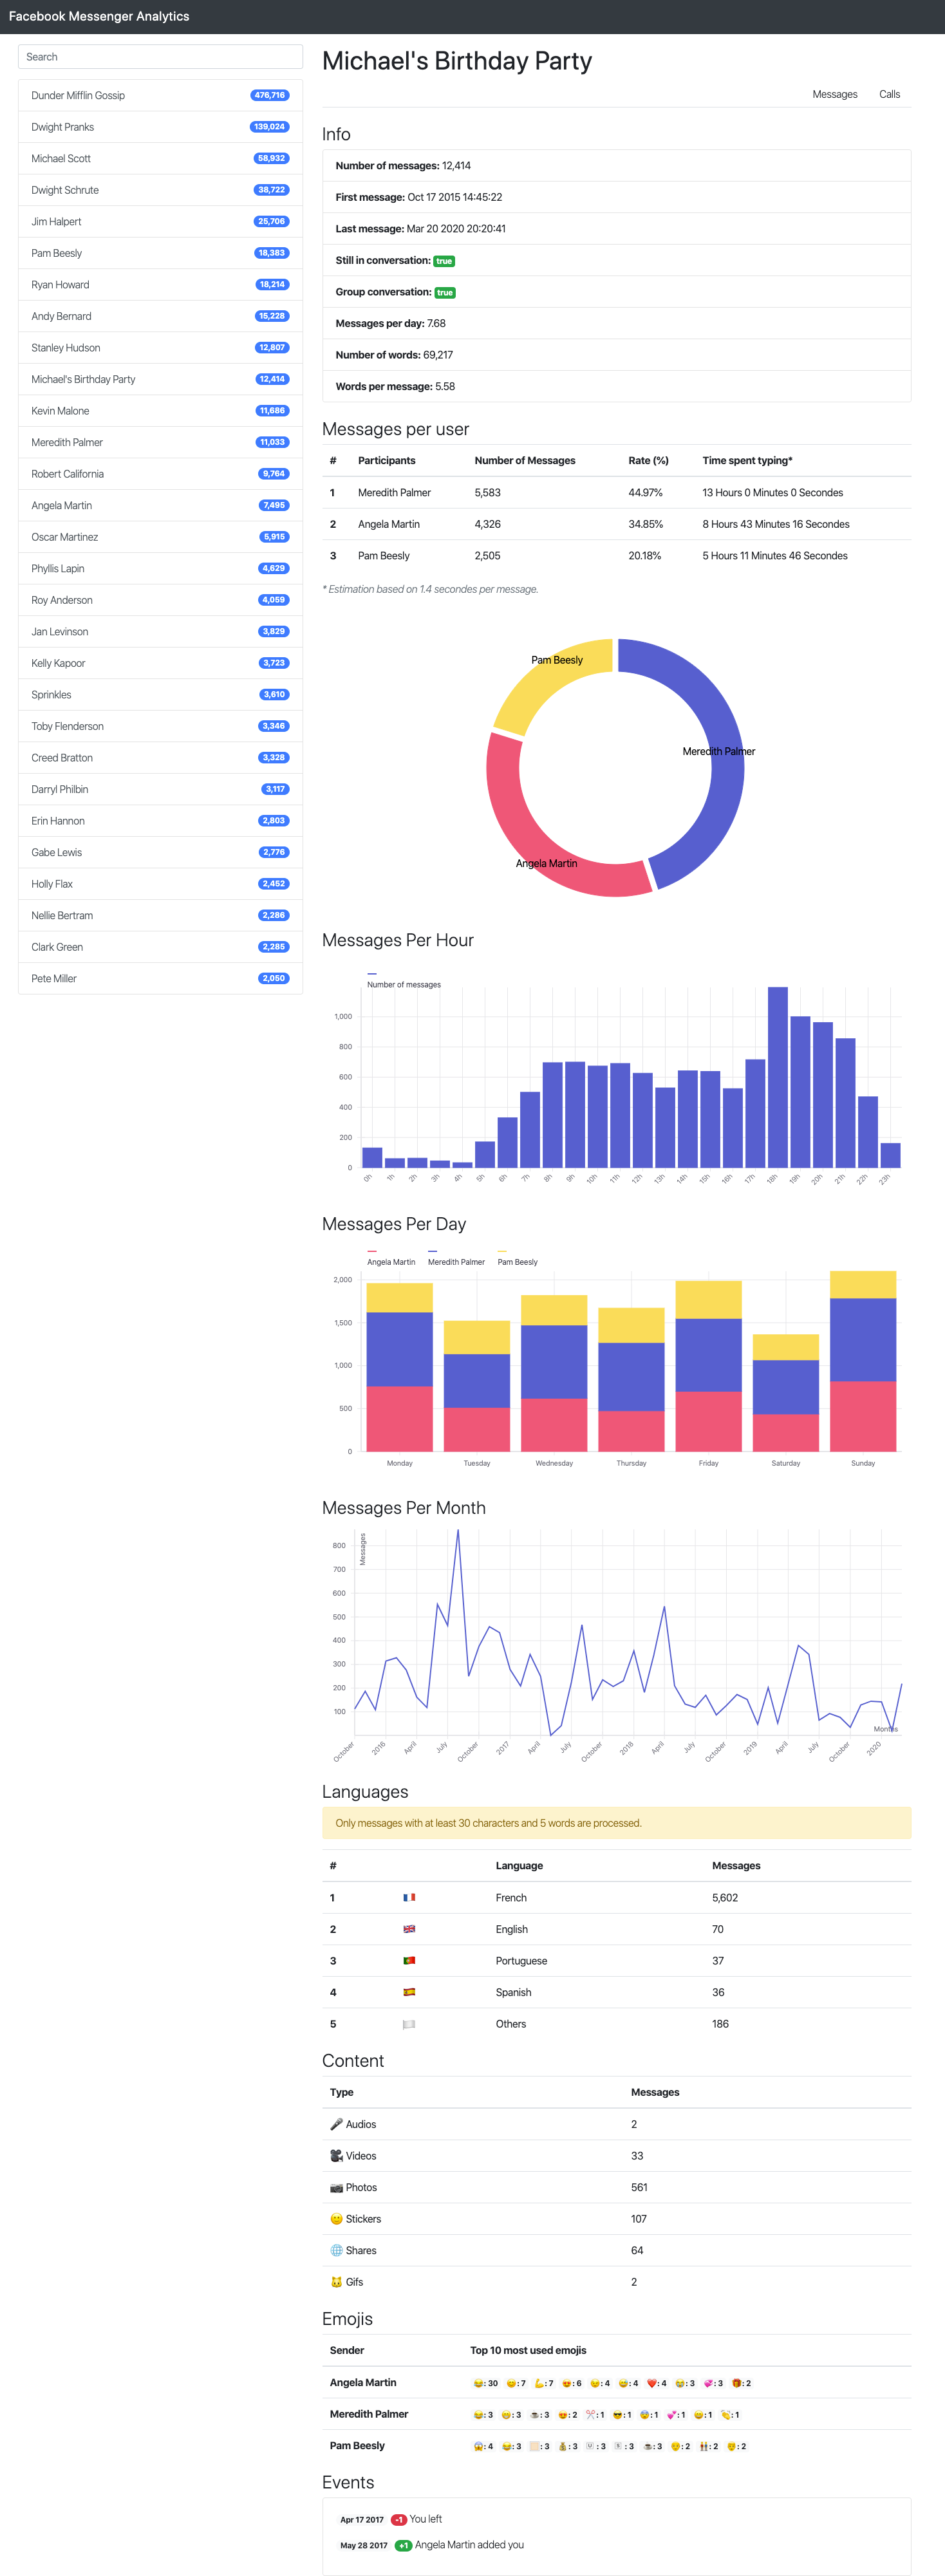 Facebook Messenger Analytics
Search
Dunder Mifflin Gossip 476,716
Dwight Pranks 139,024
Michael Scott 58,932
Dwight Schrute 38,722
Jim Halpert 25,706
Pam Beesly 18,383
Ryan Howard 18,214
Andy Bernard 15,228
Stanley Hudson 12,807
Michael's Birthday Party 12,414
Kevin Malone 11,686
Meredith Palmer 11,033
Robert California 9,764
Angela Martin 7,495
Oscar Martinez 5,915
Phyllis Lapin 4,629
Roy Anderson 4,059
Jan Levinson 3,829
Kelly Kapoor 3,723
Sprinkles 3,610
Toby Flenderson 3,346
Creed Bratton 3,328
Darryl Philbin 3,117
Erin Hannon 2,803
Gabe Lewis 2,776
Holly Flax 2,452
Nellie Bertram 2,286
Clark Green 2,285
Pete Miller 2,050
Michael's Birthday Party
Messages Calls
Info
Number of messages: 12,414
First message: Oct 17 2015 14:45:22
Last message: Mar 20 2020 20:20:41
Still in conversation: true
Group conversation: true
Messages per day: 7.68
Number of words: 69,217
Words per message: 5.58
Messages per user
# Participants Number of Messages Rate (%) Time spent typing*
1 Meredith Palmer 5,583 44.97% 13 Hours 0 Minutes 0 Secondes
2 Angela Martin 4,326 34.85% 8 Hours 43 Minutes 16 Secondes
3 Pam Beesly 2,505 20.18% 5 Hours 11 Minutes 46 Secondes
* Estimation based on 1.4 secondes per message.
Pam Beesly
Meredith Palmer
Angela Martin
Messages Per Hour
Number of messages
1,000
800
600
400
200
0
0h 1h 2h 3h 4h 5h 6h 7h 8h 9h 10h 11h 12h 13h 14h 15h 16h 17h 18h 19h 20h 21h 22h 23h
Messages Per Day
Angela Martin Meredith Palmer Pam Beesly
2,000
1,500
1,000
500
0
Monday Tuesday Wednesday Thursday Friday Saturday Sunday
Messages Per Month
Messages
800
700
600
500
400
300
200
100
Months
October 2016 April July October 2017 April July October 2018 April July October 2019 April July October 2020
Languages
Only messages with at least 30 characters and 5 words are processed.
# Language Messages
1 French 5,602
2 English 70
3 Portuguese 37
4 Spanish 36
5 Others 186
Content
Type Messages
Audios 2
Videos 33
Photos 561
Stickers 107
Shares 64
Gifs 2
Emojis
Sender Top 10 most used emojis
Angela Martin : 30 : 7 : 7 : 6 : 4 : 4 : 4 : 3 : 3 : 2
Meredith Palmer : 3 : 3 : 3 : 2 : 1 : 1 : 1 : 1 : 1 : 1
Pam Beesly : 4 : 3 : 3 : 3 : 3 : 3 : 3 : 2 : 2 : 2
Events
Apr 17 2017 -1 You left
May 28 2017 +1 Angela Martin added you